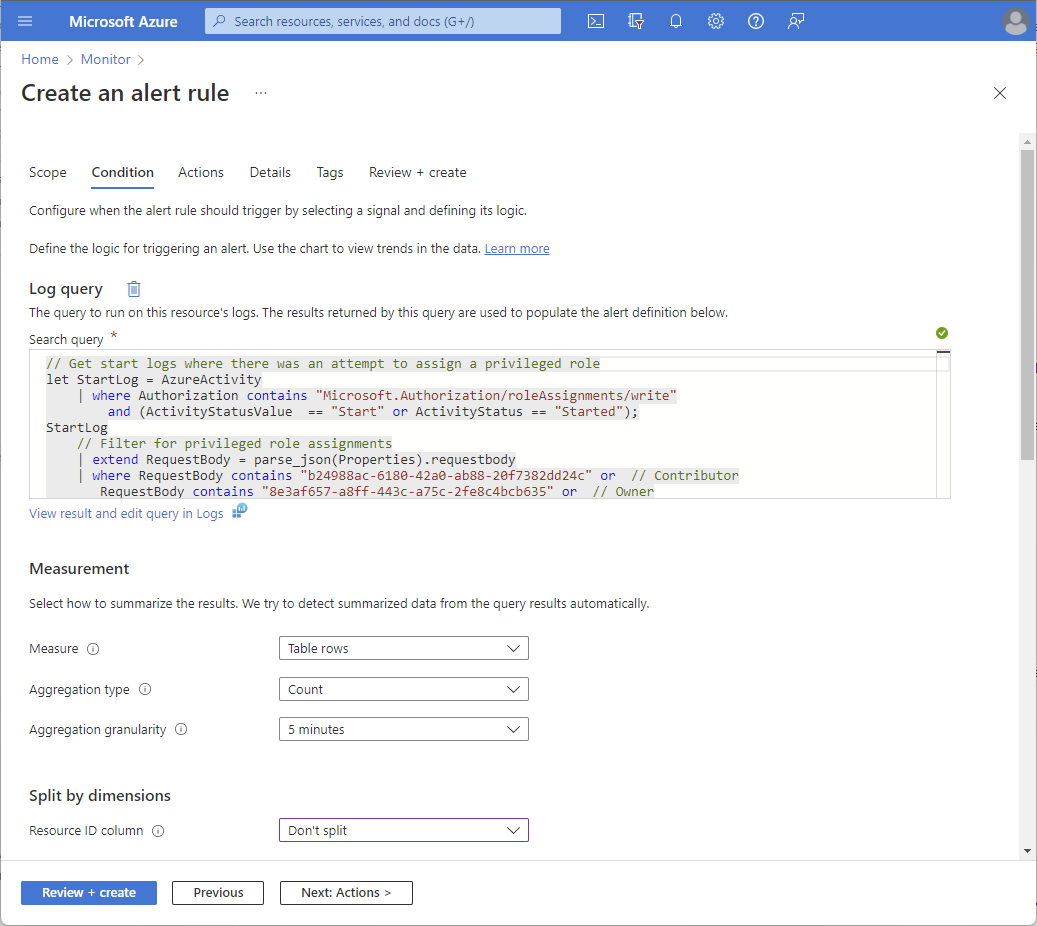 Microsoft Azure
Search resources, services, and docs (G+/)
Home > Monitor >
Create an alert rule ...
Scope Condition Actions Details Tags Review + create
Configure when the alert rule should trigger by selecting a signal and defining its logic.
Define the logic for triggering an alert. Use the chart to view trends in the data. Learn more
Log query
The query to run on this resource's logs. The results returned by this query are used to populate the alert definition below.
Search query *
// Get start logs where there was an attempt to assign a privileged role
let StartLog = AzureActivity
| where Authorization contains "Microsoft.Authorization/roleAssignments/write"
and (ActivityStatusValue == "Start" or ActivityStatus == "Started");
StartLog
// Filter for privileged role assignments
| extend RequestBody = parse_json(Properties).requestbody
| where RequestBody contains "b24988ac-6180-42a0-ab88-20f7382dd24c" or // Contributor
RequestBody contains "8e3af657-a8ff-443c-a75c-2fe8c4bcb635" or // Owner
View result and edit query in Logs
Measurement
Select how to summarize the results. We try to detect summarized data from the query results automatically.
Measure Table rows
Aggregation type Count
Aggregation granularity 5 minutes
Split by dimensions
Resource ID column Don't split
Review + create Previous Next: Actions >